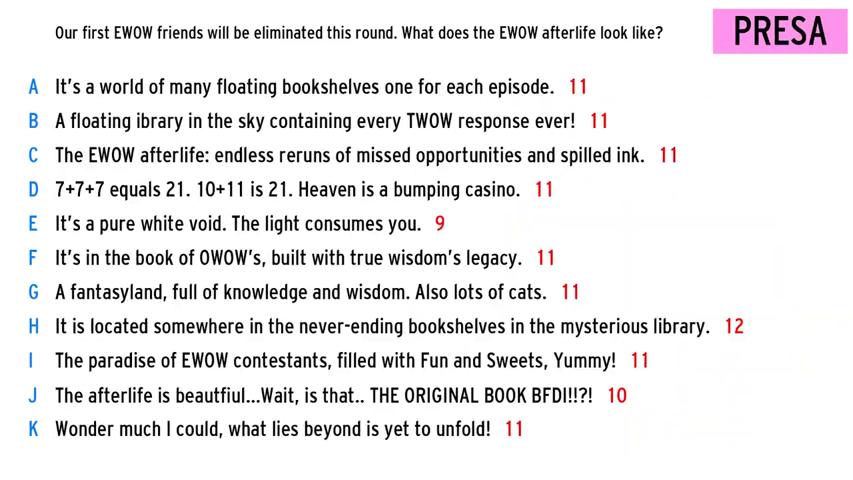 Our first EWOW friends will be eliminated this round. What does the EWOW afterlife look like?
PRESA
A It's a world of many floating bookshelves one for each episode. 11
B A floating ibrary in the sky containing every TWOW response ever! 11
C The EWOW afterlife: endless reruns of missed opportunities and spilled ink. 11
D 7+7+7 equals 21. 10+11 is 21. Heaven is a bumping casino. 11
E It's a pure white void. The light consumes you. 9
F It's in the book of OWOW's, built with true wisdom's legacy. 11
G A fantasyland, full of knowledge and wisdom. Also lots of cats. 11
H It is located somewhere in the never-ending bookshelves in the mysterious library. 12
I The paradise of EWOW contestants, filled with Fun and Sweets, Yummy! 11
J The afterlife is beautfiul...Wait, is that.. THE ORIGINAL BOOK BFDI!!?! 10
K Wonder much I could, what lies beyond is yet to unfold! 11